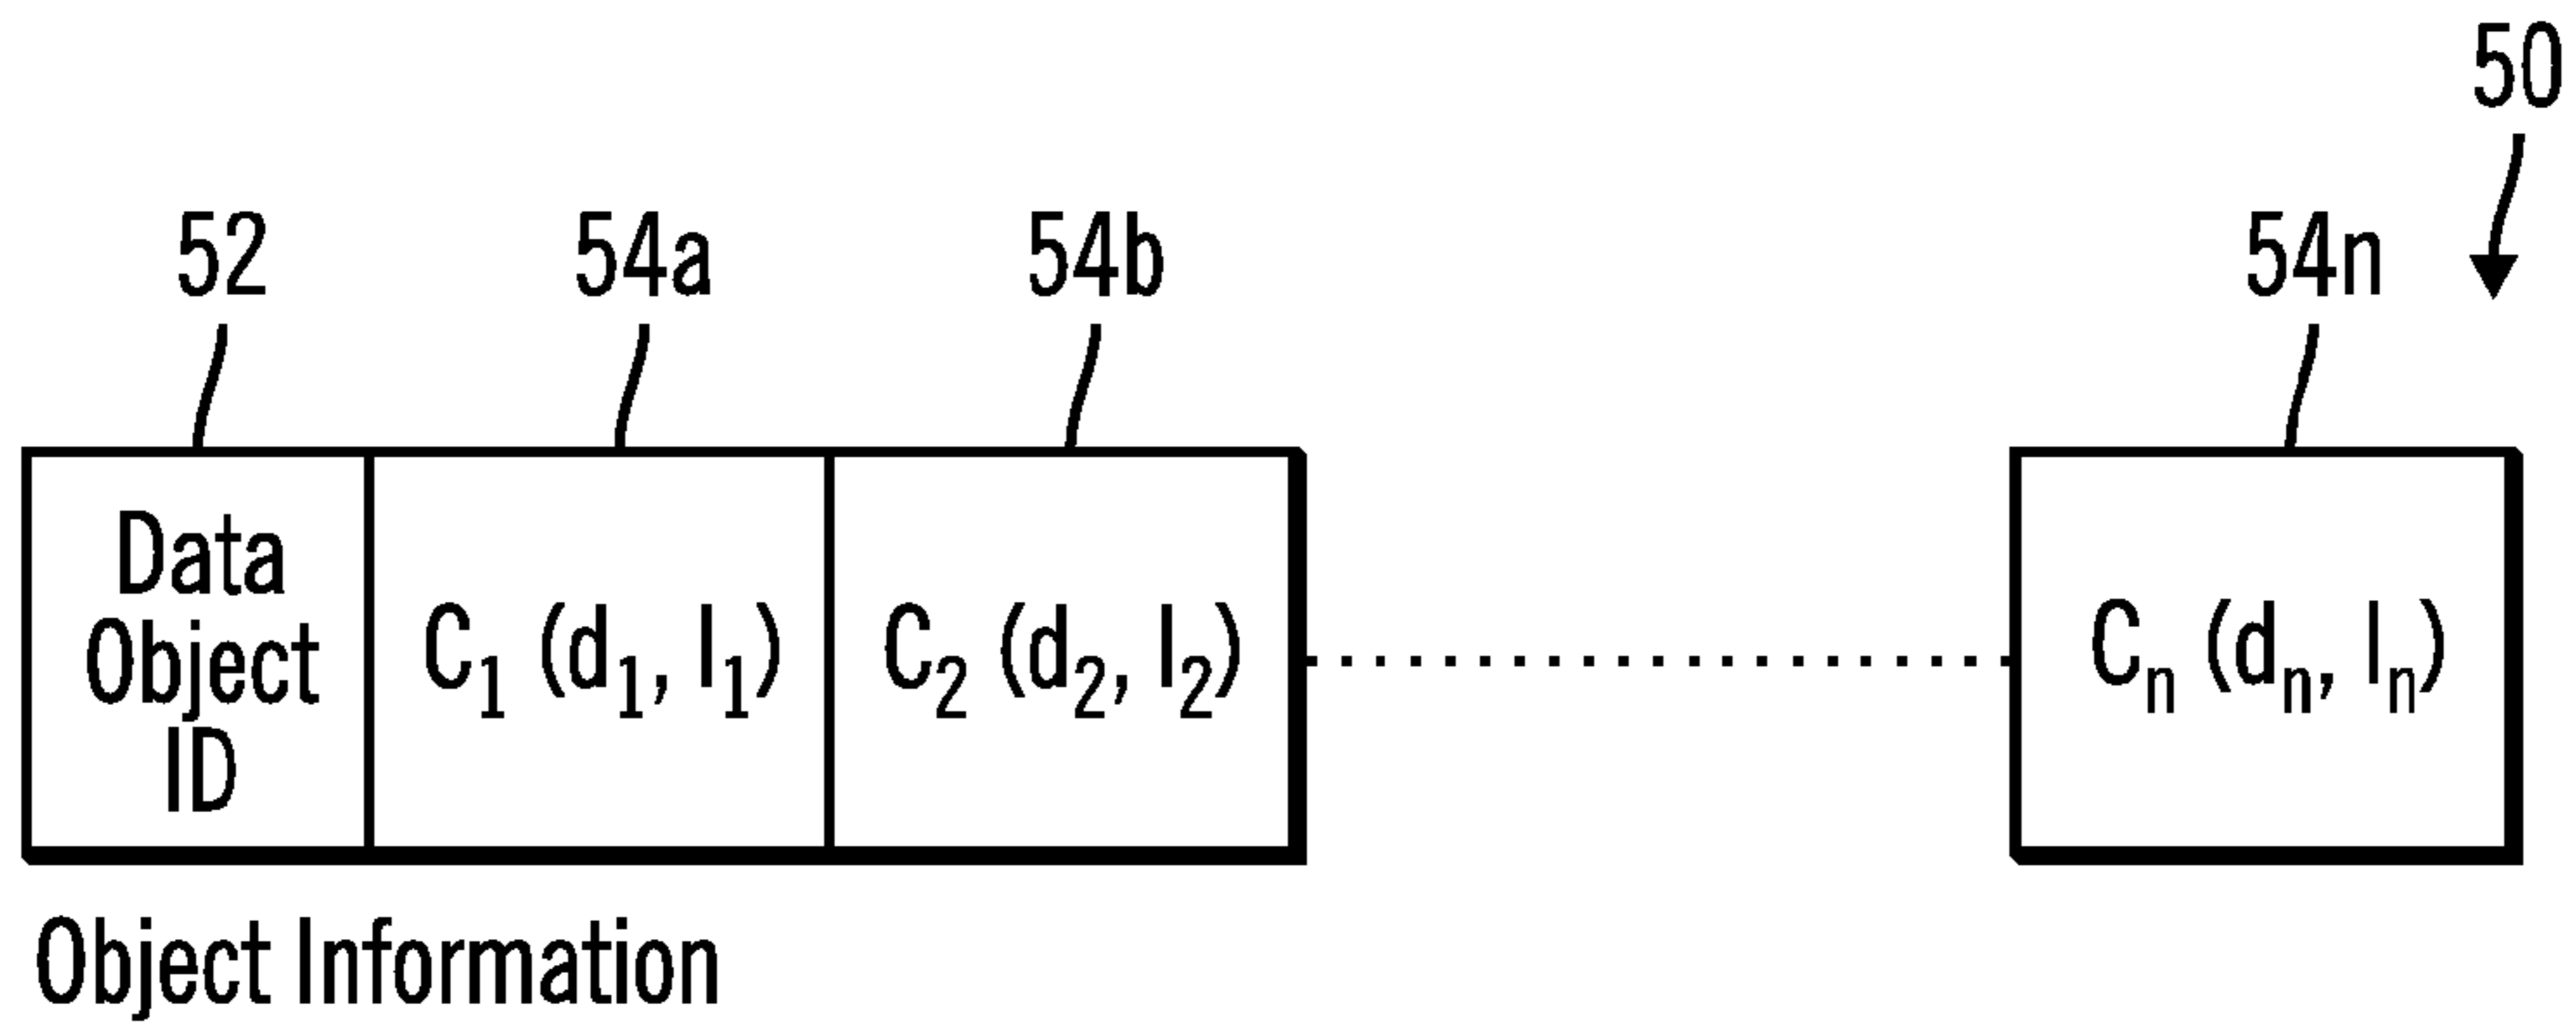 50
52 54a 54b 54n
Data
Object
ID
C₁ (d₁, l₁) C₂ (d₂, l₂) Cₙ (dₙ, lₙ)
Object Information